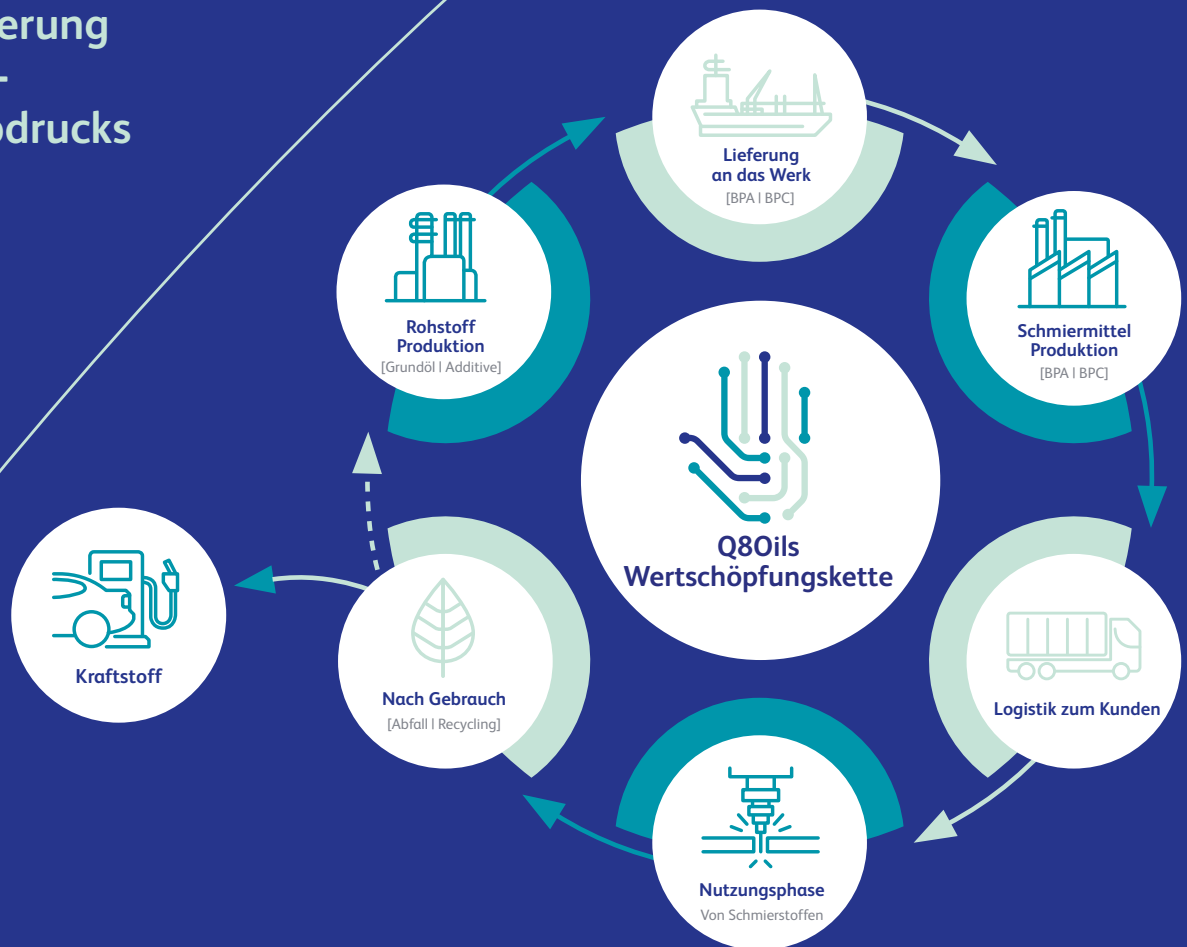 erung
-
odrucks
Lieferung
an das Werk
[BPA | BPC]
Rohstoff
Produktion
[Grundöl | Additive]
Schmiermittel
Produktion
[BPA | BPC]
Q8Oils
Wertschöpfungskette
Kraftstoff
Nach Gebrauch
[Abfall | Recycling]
Logistik zum Kunden
Nutzungsphase
Von Schmierstoffen